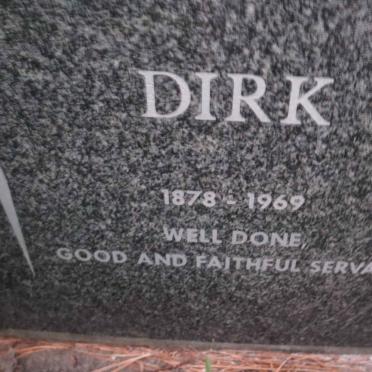 DIRK
1878 - 1969
WELL DONE,
GOOD AND FAITHFUL SERVA